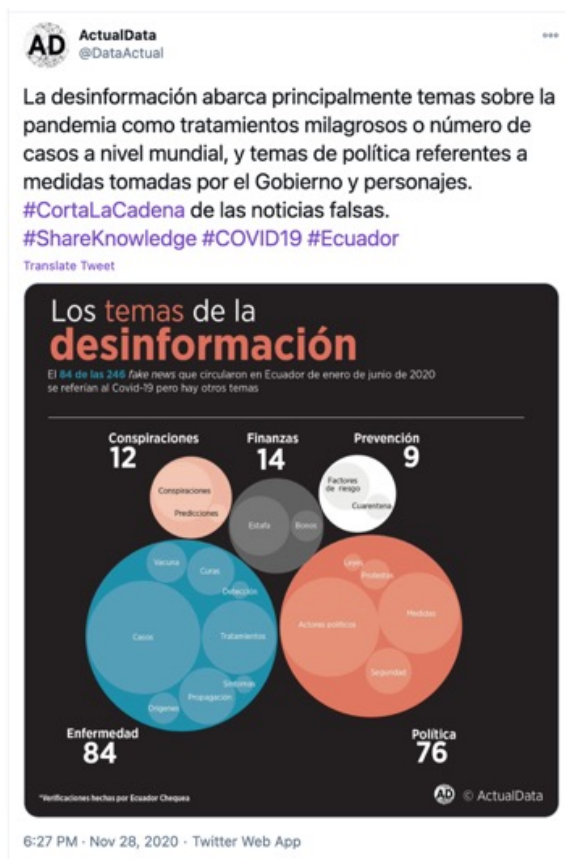 ActualData
@DataActual
La desinformación abarca principalmente temas sobre la
pandemia como tratamientos milagrosos o número de
casos a nivel mundial, y temas de política referentes a
medidas tomadas por el Gobierno y personajes.
#CortaLaCadena de las noticias falsas.
#ShareKnowledge #COVID19 #Ecuador
Translate Tweet
Los temas de la
desinformación
El 84 de las 246 fake news que circularon en Ecuador de enero de junio de 2020
se referían al Covid-19 pero hay otros temas
Conspiraciones
12
Finanzas
14
Prevención
9
Conspiraciones
Predicciones
Estafa
Bonos
Factores
de riesgo
Cuarentena
Vacuna
Curas
Detección
Casos
Tratamientos
Síntomas
Propagación
Orígenes
Leyes
Protestas
Actores políticos
Medidas
Seguridad
Enfermedad
84
Política
76
*Verificaciones hechas por Ecuador Chequea
AD © ActualData
6:27 PM · Nov 28, 2020 · Twitter Web App